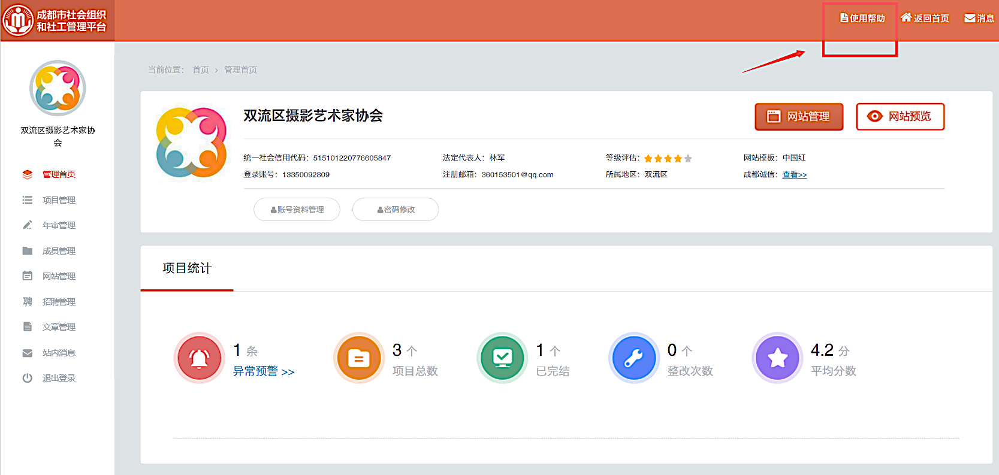 成都市社会组织
和社工管理平台
使用帮助
返回首页
消息
双流区摄影艺术家协
会
管理首页
项目管理
年审管理
成员管理
网站管理
招聘管理
文章管理
站内消息
退出登录
当前位置： 首页 > 管理首页
双流区摄影艺术家协会
网站管理
网站预览
统一社会信用代码：515101220776605847
法定代表人：林军
等级评估：
网站模板：中国红
登录账号：13350092809
注册邮箱：360153501@qq.com
所属地区：双流区
成都诚信：查看>>
账号资料管理
密码修改
项目统计
1 条
异常预警 >>
3 个
项目总数
1 个
已完结
0 个
整改次数
4.2 分
平均分数
聘